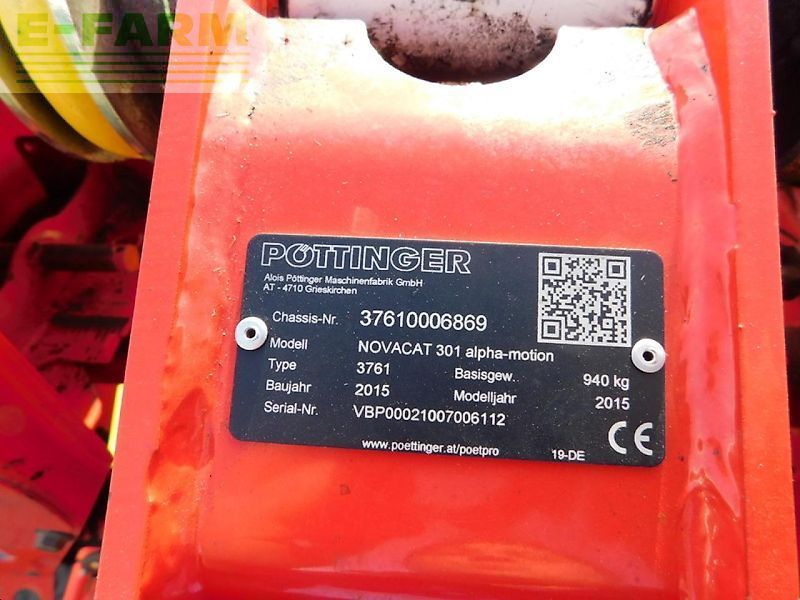 E-FARM
PÖTTINGER
Alois Pöttinger Maschinenfabrik GmbH
AT - 4710 Grieskirchen
Chassis-Nr. 37610006869
Modell NOVACAT 301 alpha-motion
Type 3761 Basisgew. 940 kg
Baujahr 2015 Modelljahr 2015
Serial-Nr. VBP00021007006112
www.poettinger.at/poetpro 19-DE CE